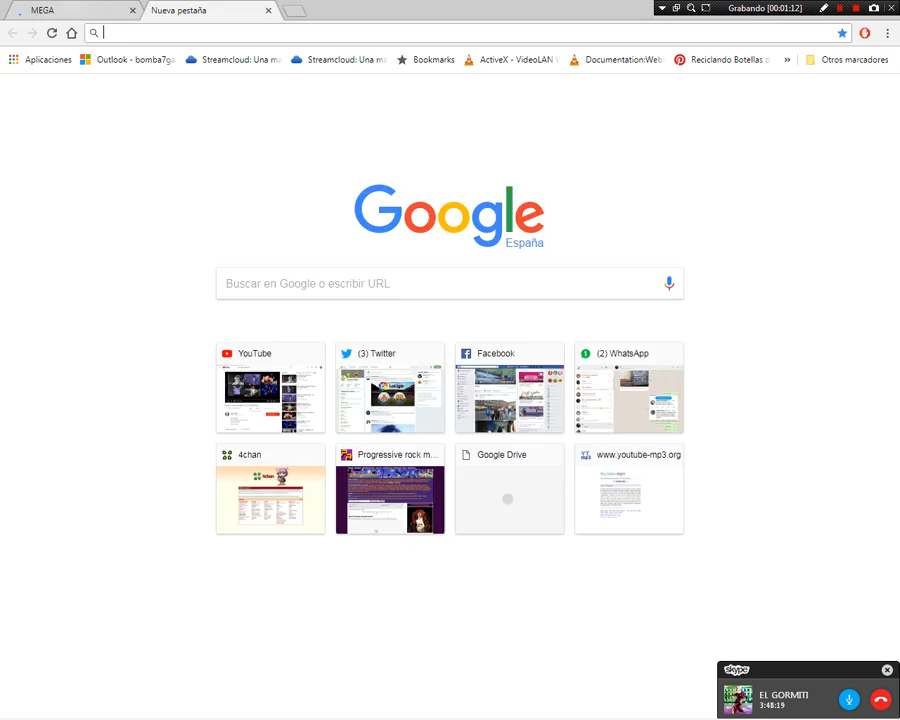 MEGA
Nueva pestaña
Grabando [00:01:12]
Aplicaciones
Outlook - bomba7ga
Streamcloud: Una ma
Streamcloud: Una ma
Bookmarks
ActiveX - VideoLAN
Documentation:Web
Reciclando Botellas d
»
Otros marcadores
Google
España
Buscar en Google o escribir URL
YouTube
(3) Twitter
Facebook
(2) WhatsApp
4chan
Progressive rock m...
Google Drive
www.youtube-mp3.org
skype
EL GORMITI
3:48:19